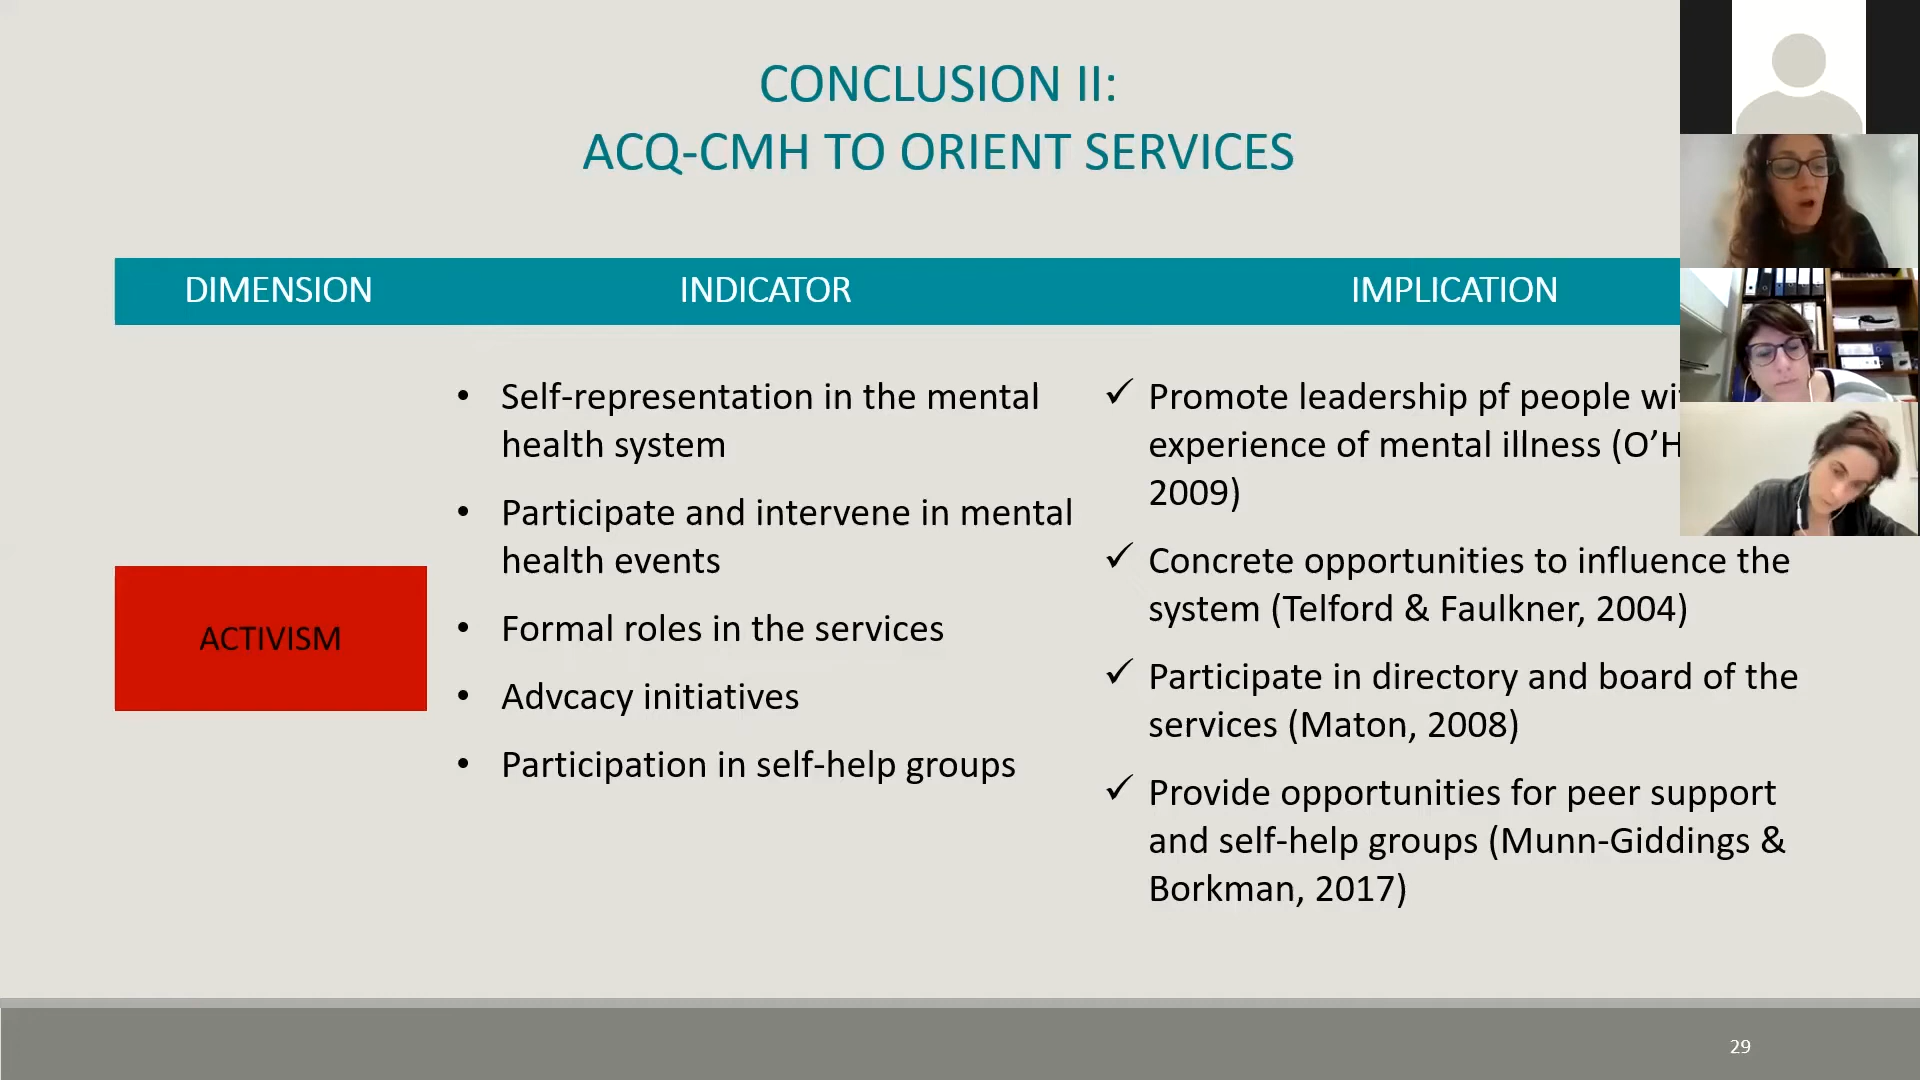 CONCLUSION II:
ACQ-CMH TO ORIENT SERVICES
DIMENSION INDICATOR IMPLICATION
ACTIVISM
• Self-representation in the mental
health system
• Participate and intervene in mental
health events
• Formal roles in the services
• Advcacy initiatives
• Participation in self-help groups
✓ Promote leadership pf people
experience of mental illness
2009)
✓ Concrete opportunities to influence the
system (Telford & Faulkner, 2004)
✓ Participate in directory and board of the
services (Maton, 2008)
✓ Provide opportunities for peer support
and self-help groups (Munn-Giddings &
Borkman, 2017)
29